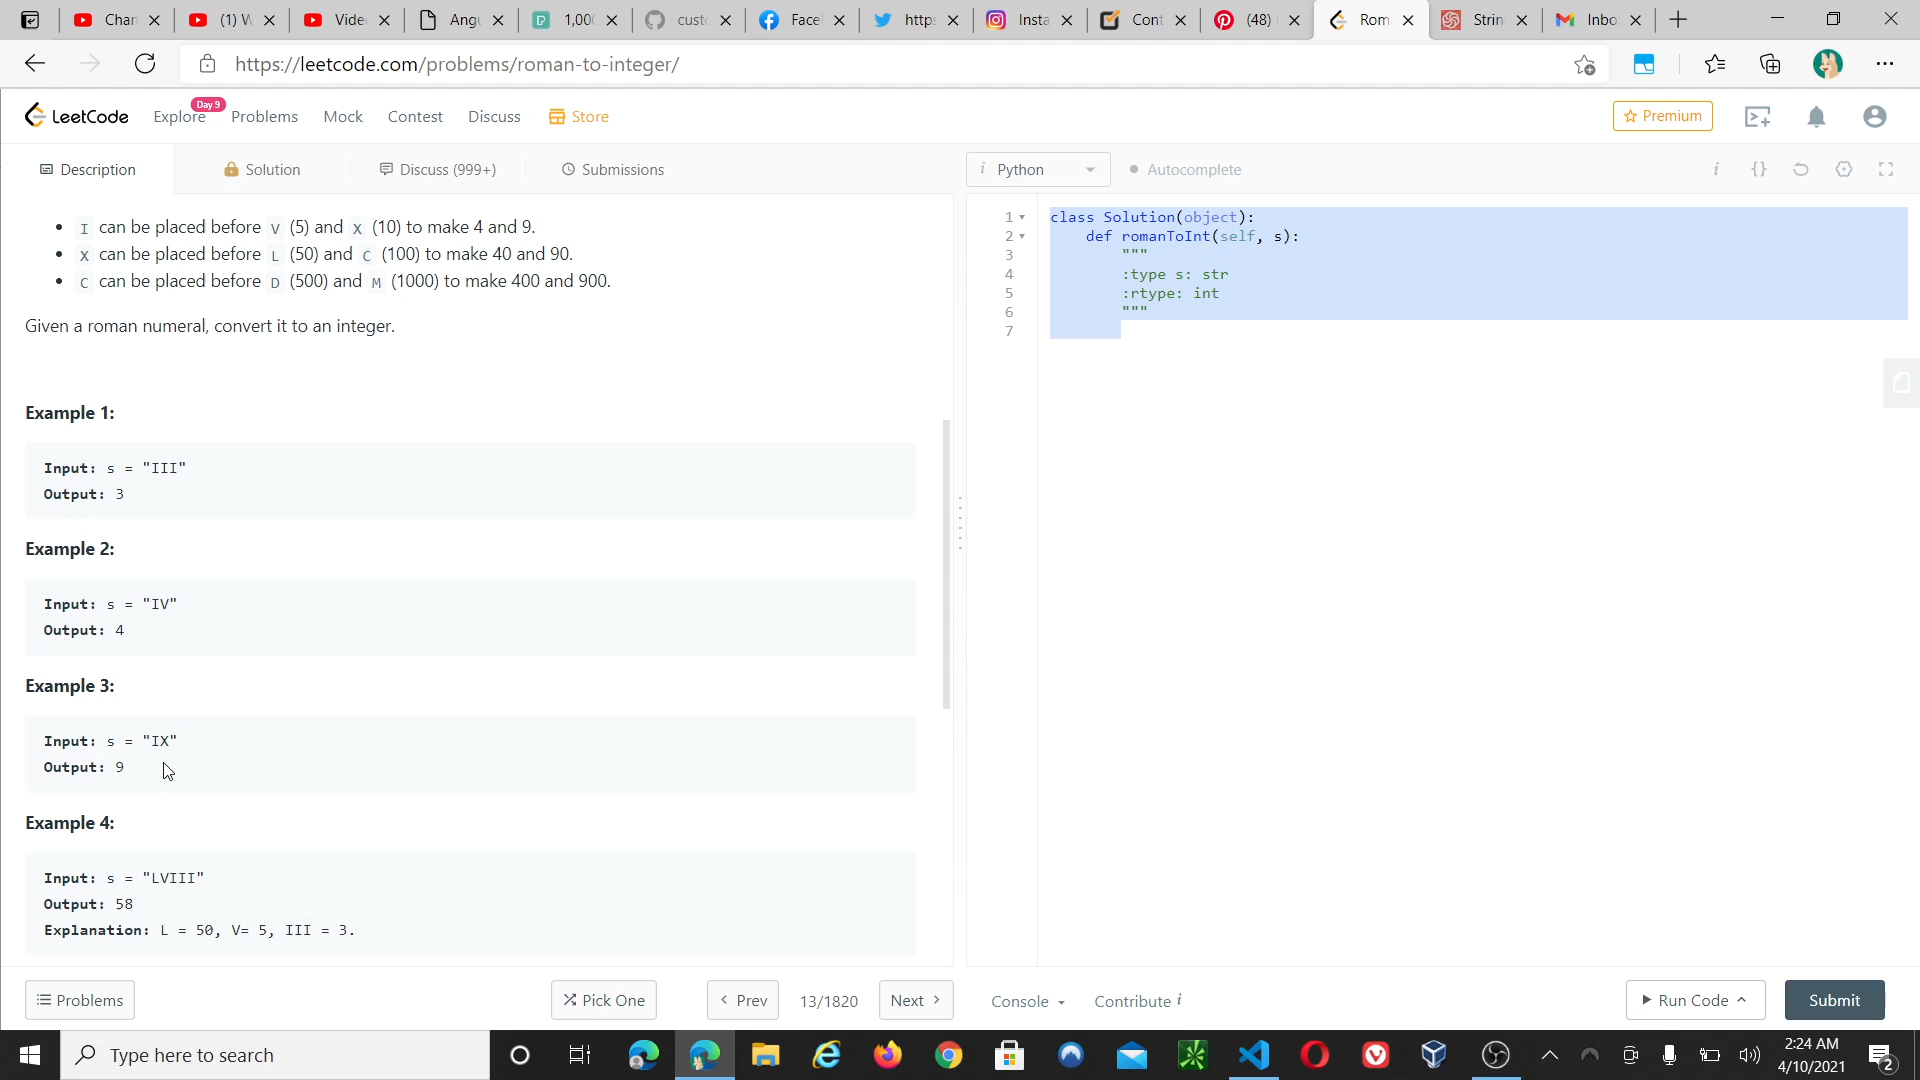 Chan
(1) W
Vide
Angu
1,00(
custo
Facel
https
Insta
Cont
(48)
Rom
Strin
Inbo
https://leetcode.com/problems/roman-to-integer/
LeetCode
Explore
Day 9
Problems
Mock
Contest
Discuss
Store
Premium
Description
Solution
Discuss (999+)
Submissions
i Python
Autocomplete
i
{}
• I can be placed before V (5) and X (10) to make 4 and 9.
• X can be placed before L (50) and C (100) to make 40 and 90.
• C can be placed before D (500) and M (1000) to make 400 and 900.
Given a roman numeral, convert it to an integer.
Example 1:
Input: s = "III"
Output: 3
Example 2:
Input: s = "IV"
Output: 4
Example 3:
Input: s = "IX"
Output: 9
Example 4:
Input: s = "LVIII"
Output: 58
Explanation: L = 50, V= 5, III = 3.
1 class Solution(object):
2 def romanToInt(self, s):
3 """
4 :type s: str
5 :rtype: int
6 """
7
Problems
Pick One
< Prev
13/1820
Next >
Console
Contribute i
Run Code
Submit
Type here to search
2:24 AM
4/10/2021
2